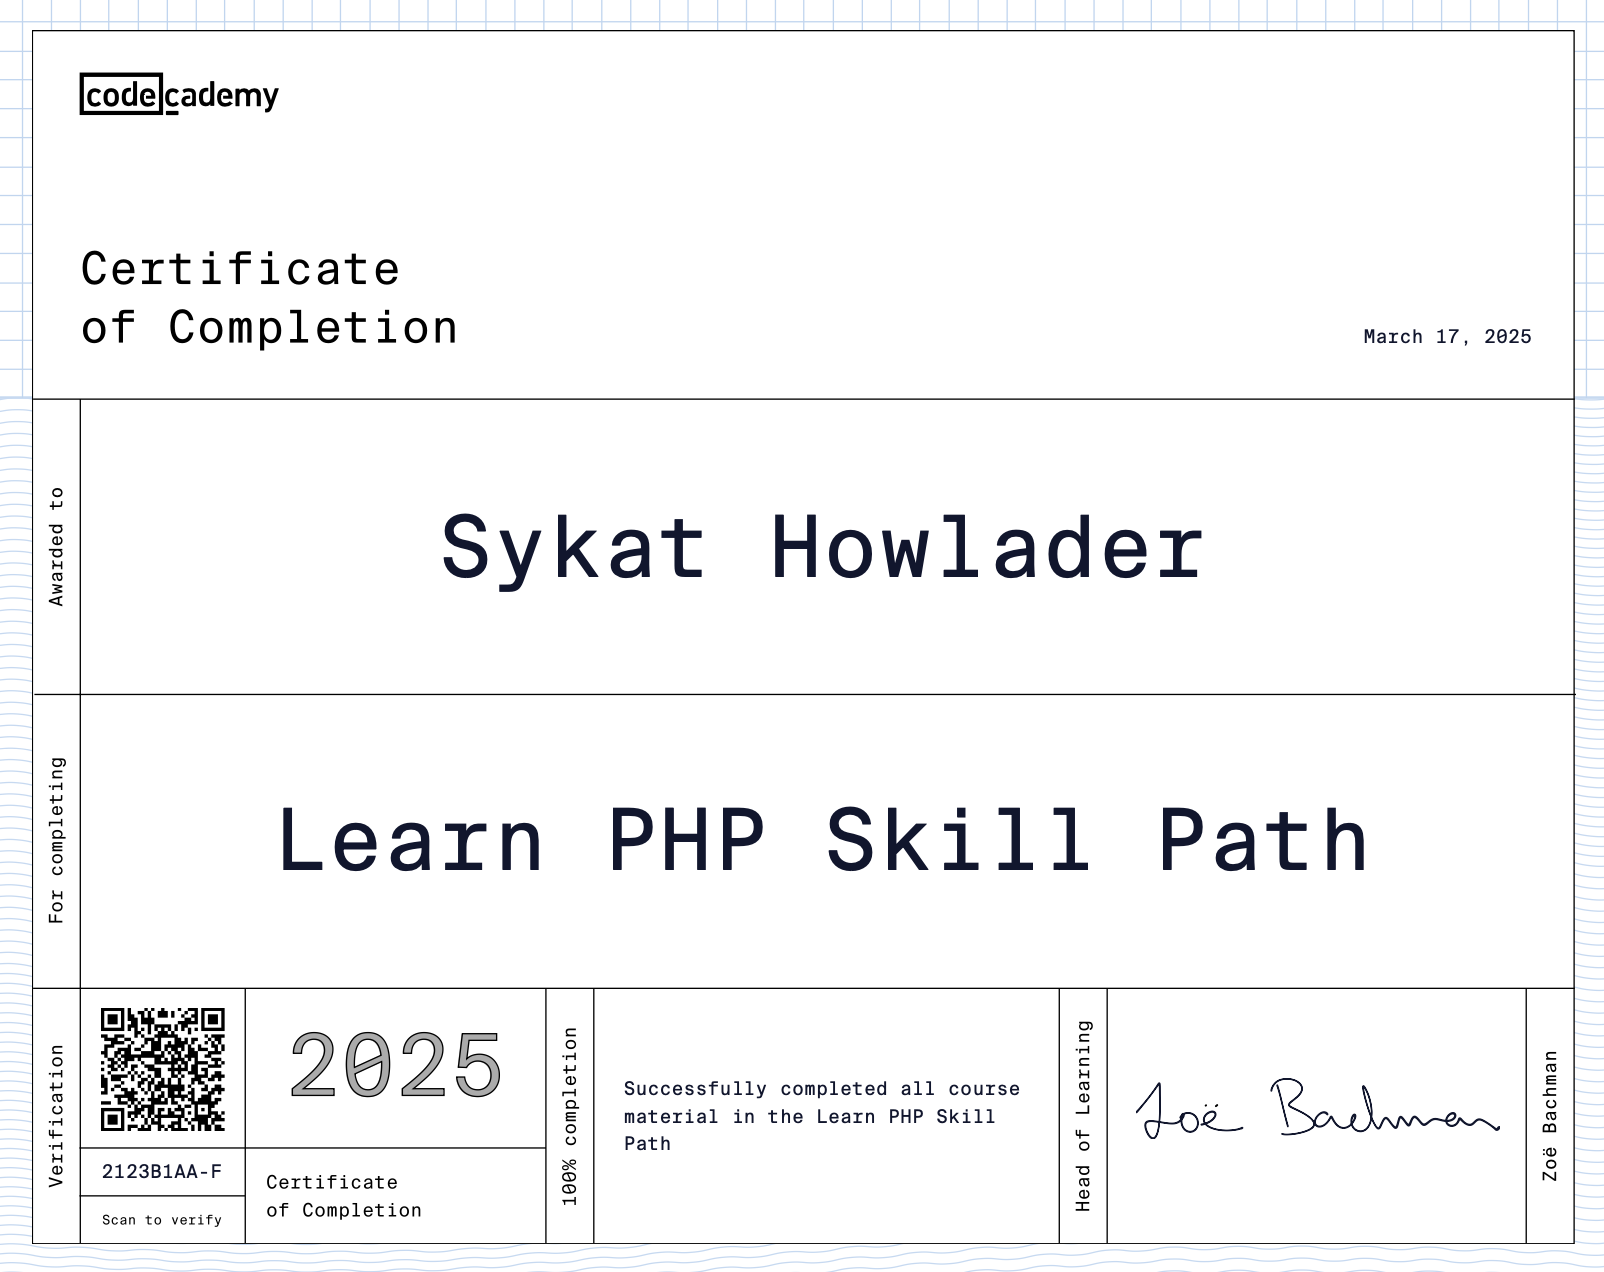 codecademy
Certificate
of Completion
March 17, 2025
Awarded to
Sykat Howlader
For completing
Learn PHP Skill Path
Verification
2123B1AA-F
Scan to verify
2025
Certificate
of Completion
100% completion
Successfully completed all course
material in the Learn PHP Skill
Path
Head of Learning
Zoë Bachman
Zoë Bachman